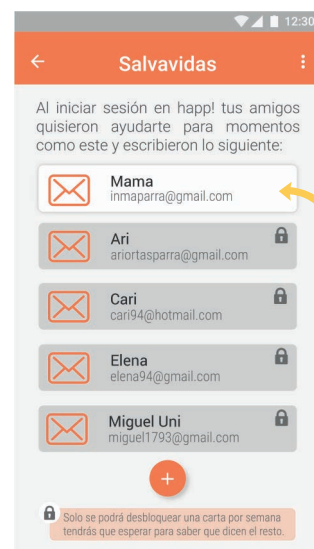 12:30
Salvavidas
Al iniciar sesión en happ! tus amigos
quisieron ayudarte para momentos
como este y escribieron lo siguiente:
Mama
inmaparra@gmail.com
Ari
ariortasparra@gmail.com
Cari
cari94@hotmail.com
Elena
elena94@gmail.com
Miguel Uni
miguel1793@gmail.com
+
Solo se podrá desbloquear una carta por semana
tendrás que esperar para saber que dicen el resto.